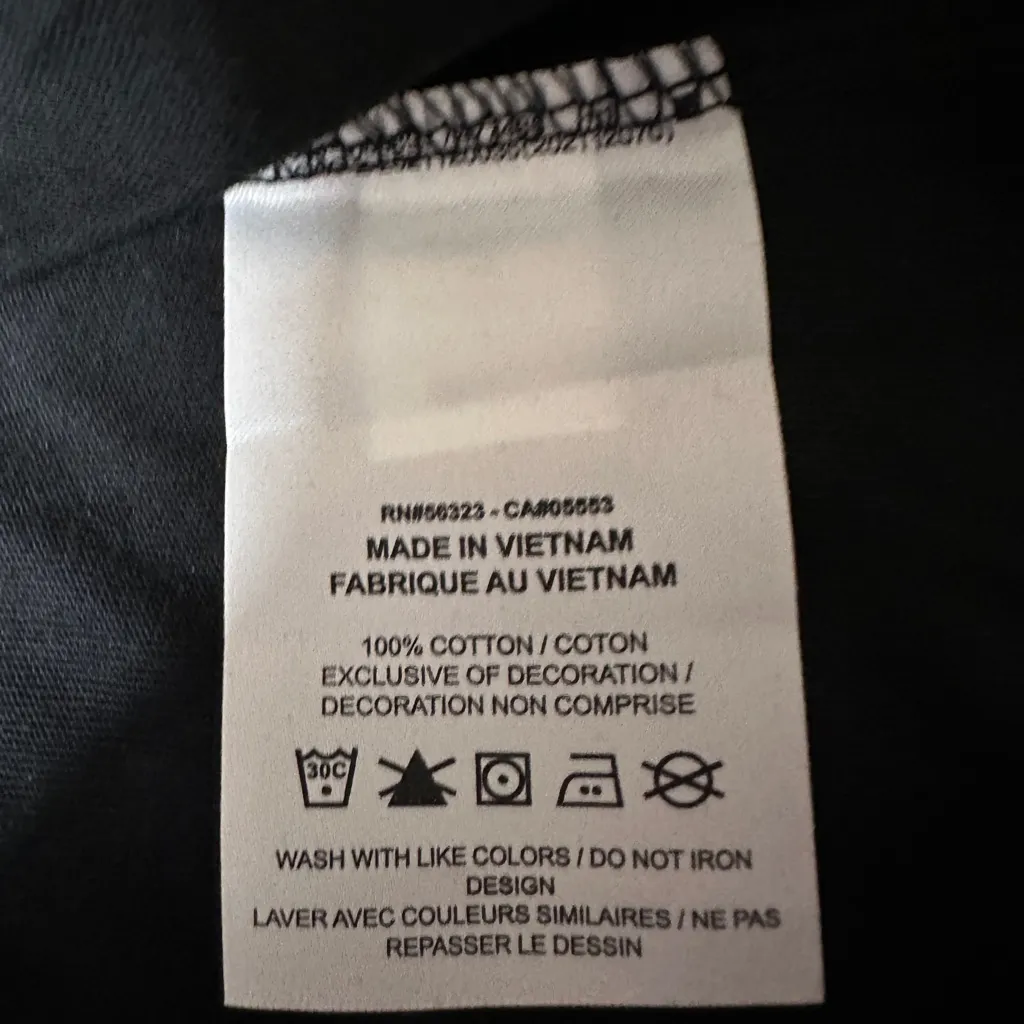 RN#56323 - CA#05553
MADE IN VIETNAM
FABRIQUE AU VIETNAM
100% COTTON / COTON
EXCLUSIVE OF DECORATION /
DECORATION NON COMPRISE
30C
WASH WITH LIKE COLORS / DO NOT IRON
DESIGN
LAVER AVEC COULEURS SIMILAIRES / NE PAS
REPASSER LE DESSIN